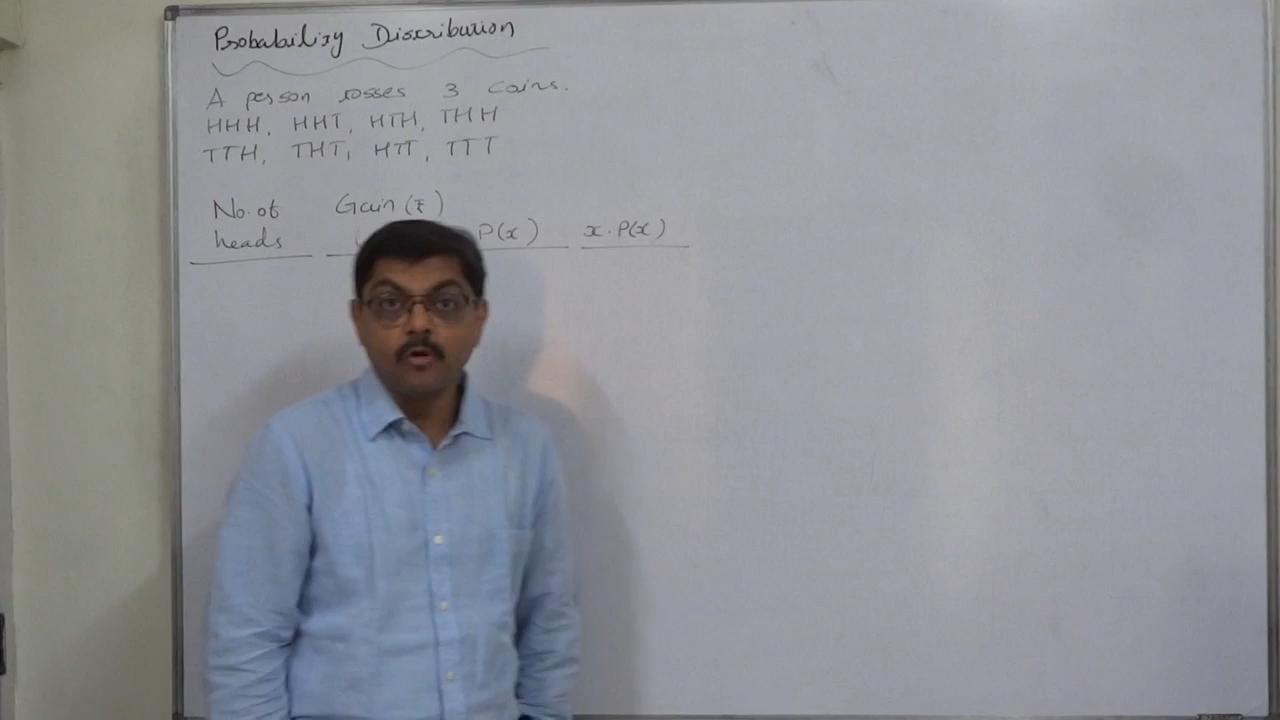 Probability Distribution
A person tosses 3 coins.
HHH, HHT, HTH, THH
TTH, THT, HTT, TTT
No. of heads
Gain (₹)
P(x)
x. P(x)